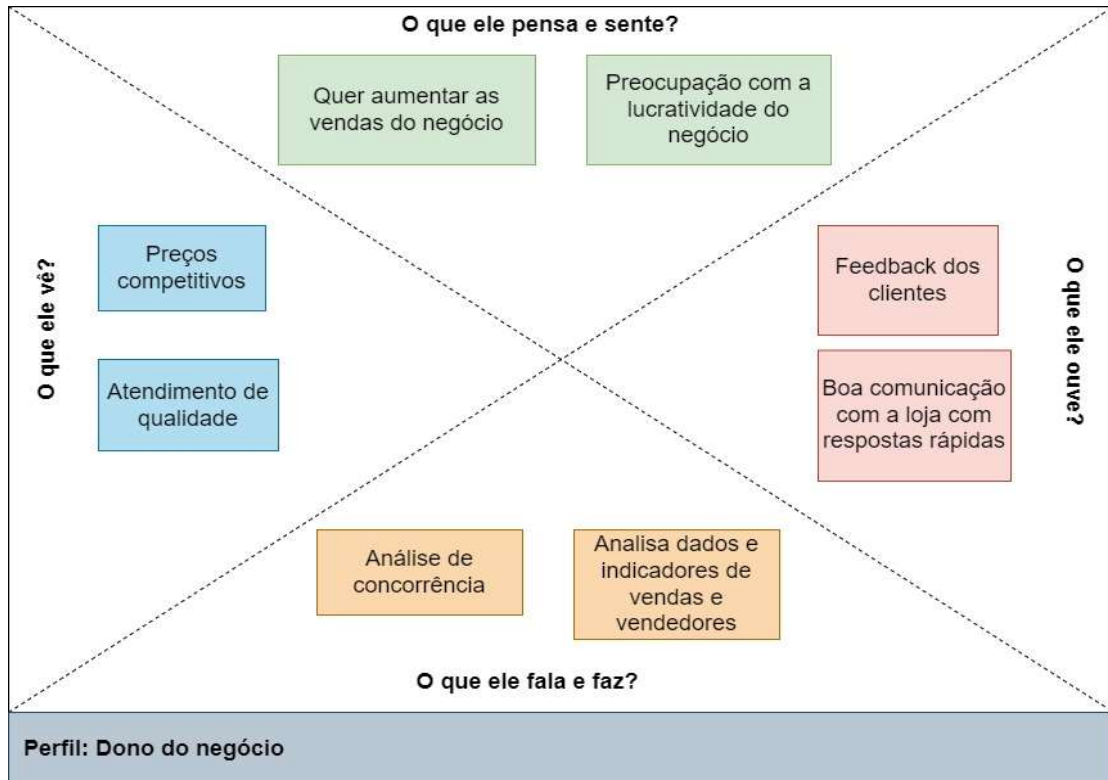 O que ele pensa e sente?
Quer aumentar as
vendas do negócio
Preocupação com a
lucratividade do
negócio
O que ele vê?
Preços
competitivos
Atendimento de
qualidade
Feedback dos
clientes
Boa comunicação
com a loja com
respostas rápidas
O que ele ouve?
Análise de
concorrência
Analisa dados e
indicadores de
vendas e
vendedores
O que ele fala e faz?
Perfil: Dono do negócio